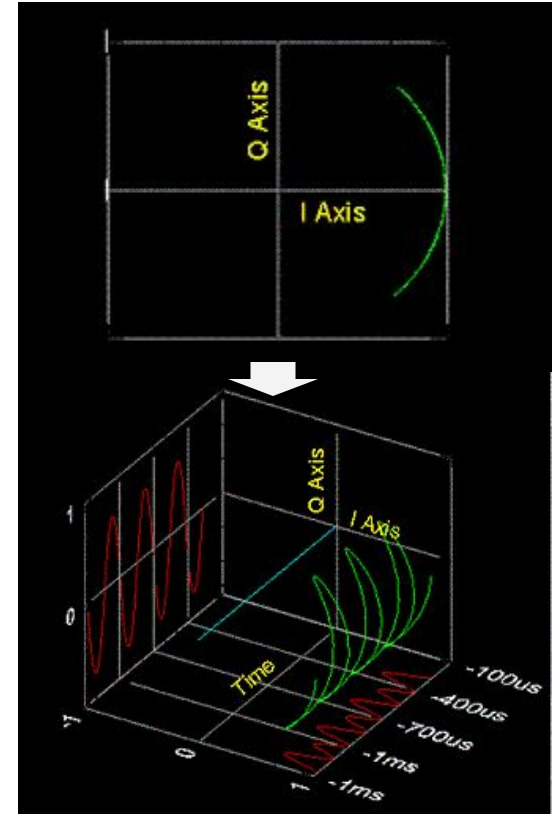 Q Axis
I Axis
Q Axis
I Axis
1
0
Time
-1
0
1
-100us
-400us
-700us
-1ms
-1ms